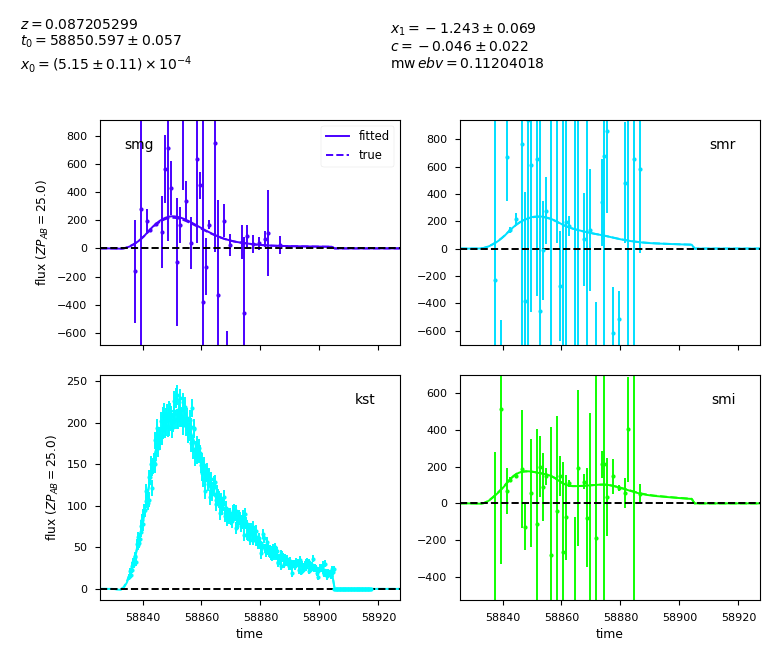 z = 0.087205299
t₀ = 58850.597 ± 0.057
x₀ = (5.15 ± 0.11) × 10⁻⁴
x₁ = −1.243 ± 0.069
c = −0.046 ± 0.022
mw ebv = 0.11204018
smg
fitted
true
800
600
400
200
0
−200
−400
−600
flux (ZP_AB = 25.0)
smr
800
600
400
200
0
−200
−400
−600
kst
250
200
150
100
50
0
flux (ZP_AB = 25.0)
58840 58860 58880 58900 58920
time
smi
600
400
200
0
−200
−400
58840 58860 58880 58900 58920
time